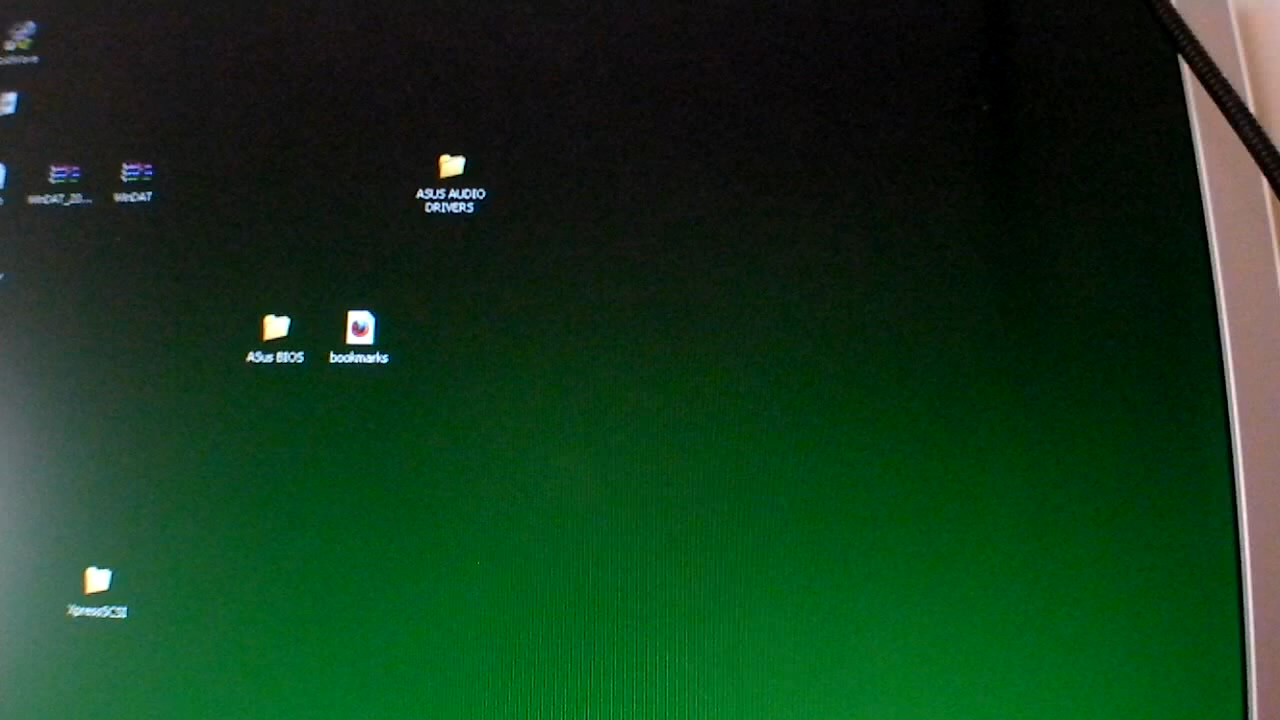 WinDAT_20...
WinDAT
ASUS AUDIO
DRIVERS
ASus BIOS
bookmarks
XpressSCSI